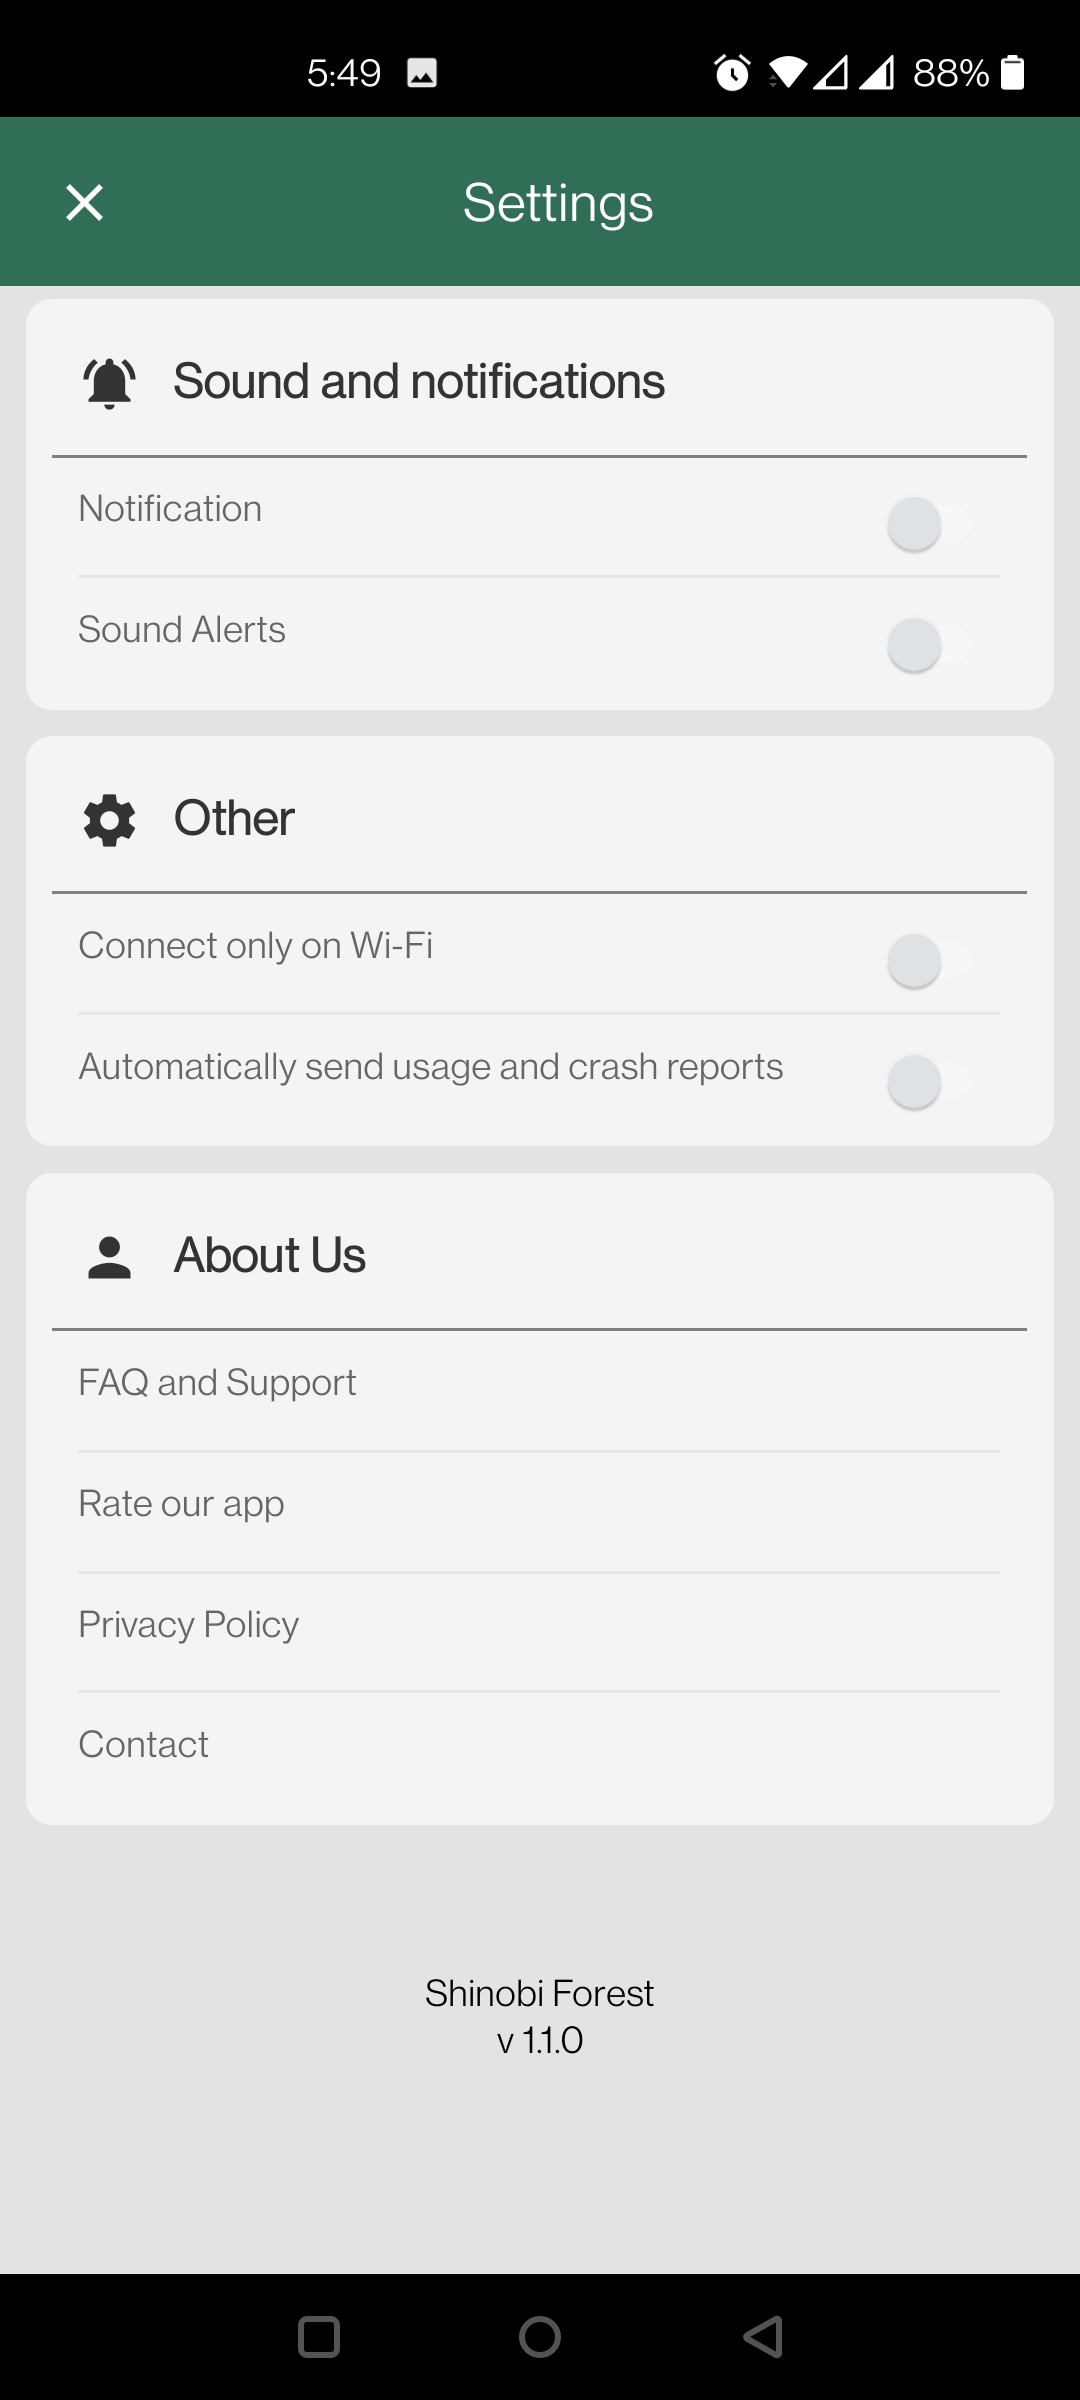 5:49 88%
Settings
Sound and notifications
Notification
Sound Alerts
Other
Connect only on Wi-Fi
Automatically send usage and crash reports
About Us
FAQ and Support
Rate our app
Privacy Policy
Contact
Shinobi Forest
v 1.1.0